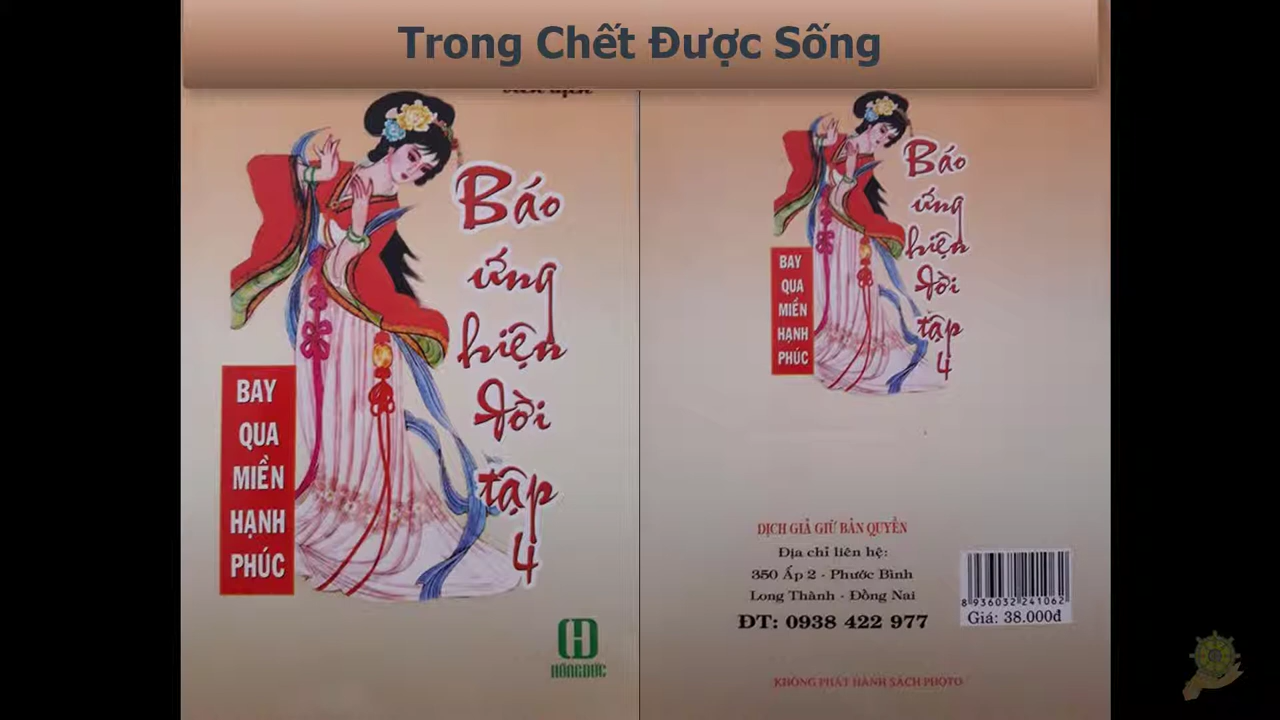 Trong Chết Được Sống
Báo
ứng
hiện
đời
tập
4
BAY
QUA
MIỀN
HẠNH
PHÚC
HỒNG ĐỨC
Báo
ứng
hiện
đời
tập
4
BAY
QUA
MIỀN
HẠNH
PHÚC
DỊCH GIẢ GIỮ BẢN QUYỀN
Địa chỉ liên hệ:
350 Ấp 2 - Phước Bình
Long Thành - Đồng Nai
ĐT: 0938 422 977
8 936032 241062
Giá: 38.000đ
KHÔNG PHÁT HÀNH SÁCH PHOTO